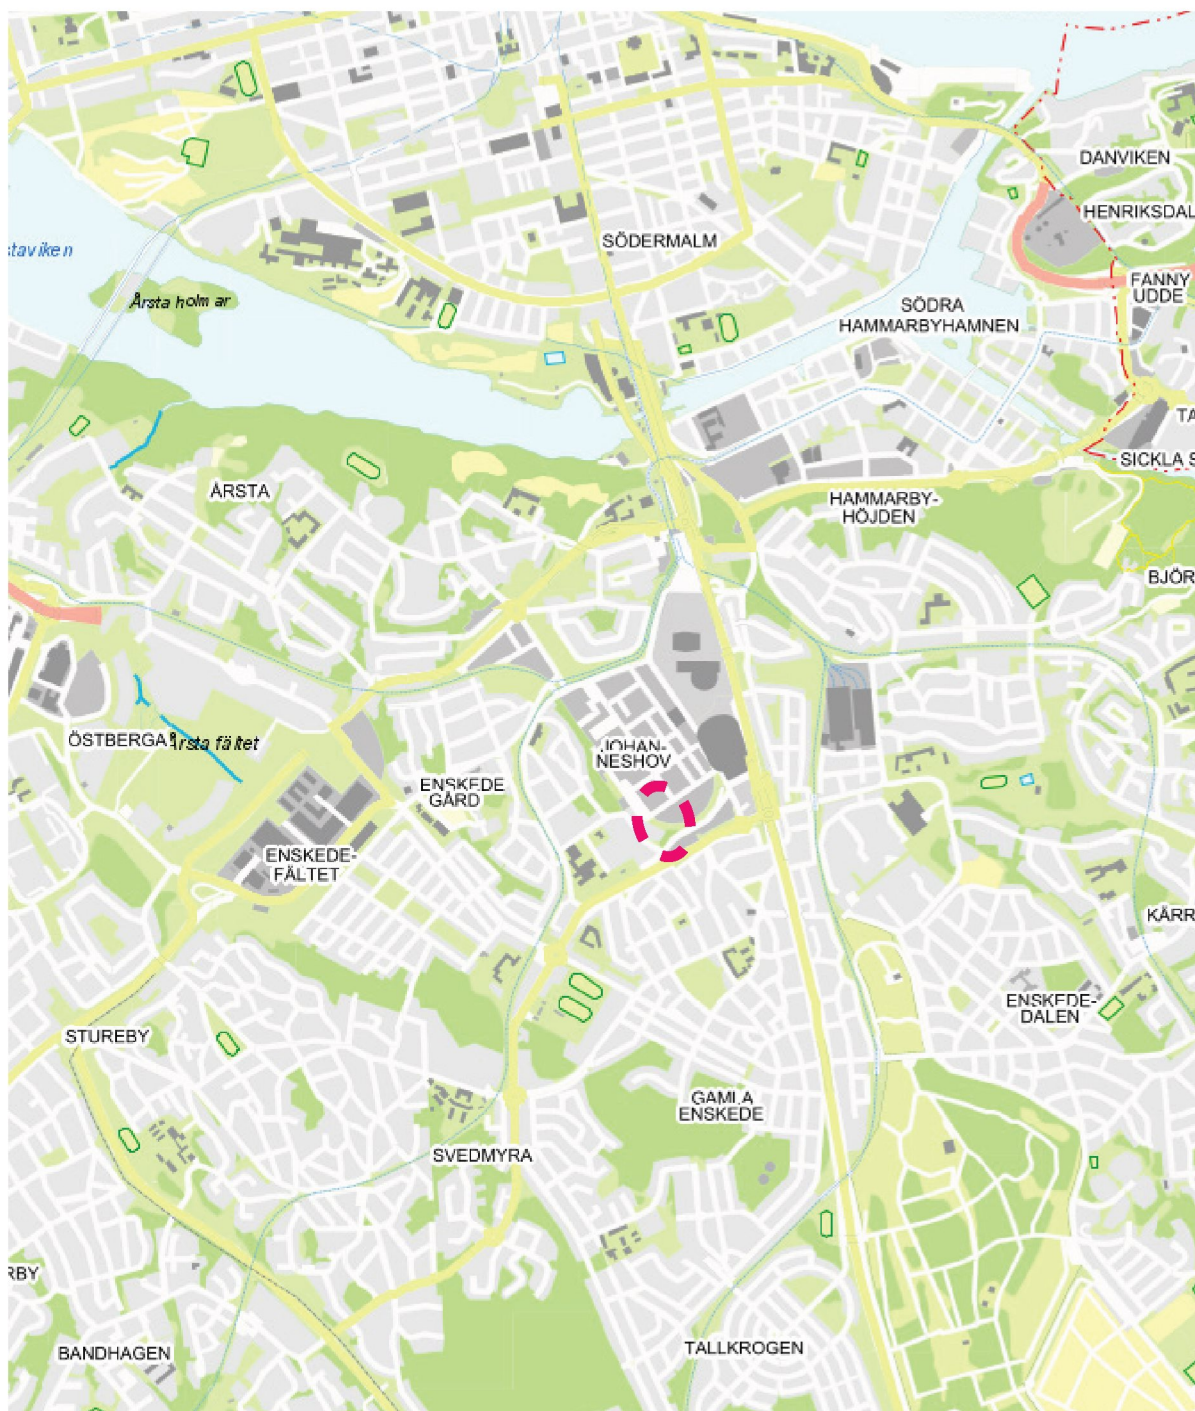 DANVIKEN
HENRIKSDAL
SÖDERMALM
staviken
Årsta holmar
FANNY
UDDE
SÖDRA
HAMMARBYHAMNEN
TA
SICKLA S
ÅRSTA
HAMMARBY-
HÖJDEN
BJÖR
ÖSTBERGA
Årsta fältet
JOHAN-
NESHOV
ENSKEDE
GÅRD
ENSKEDE-
FÄLTET
KÄRR
ENSKEDE-
DALEN
STUREBY
GAMLA
ENSKEDE
SVEDMYRA
RBY
BANDHAGEN
TALLKROGEN